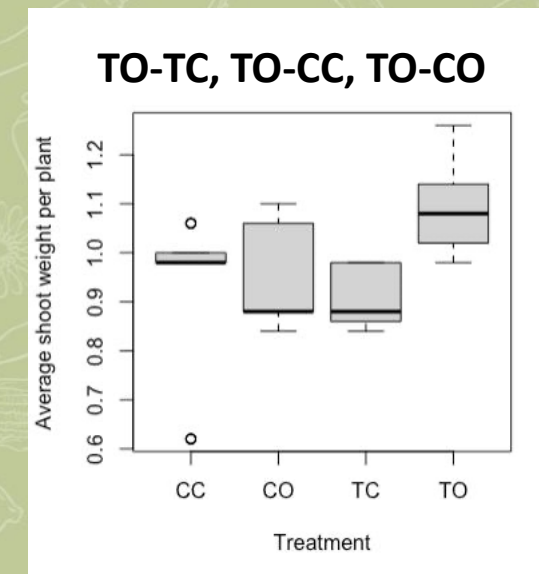 TO-TC, TO-CC, TO-CO
Average shoot weight per plant
1.2
1.1
1.0
0.9
0.8
0.7
0.6
CC CO TC TO
Treatment